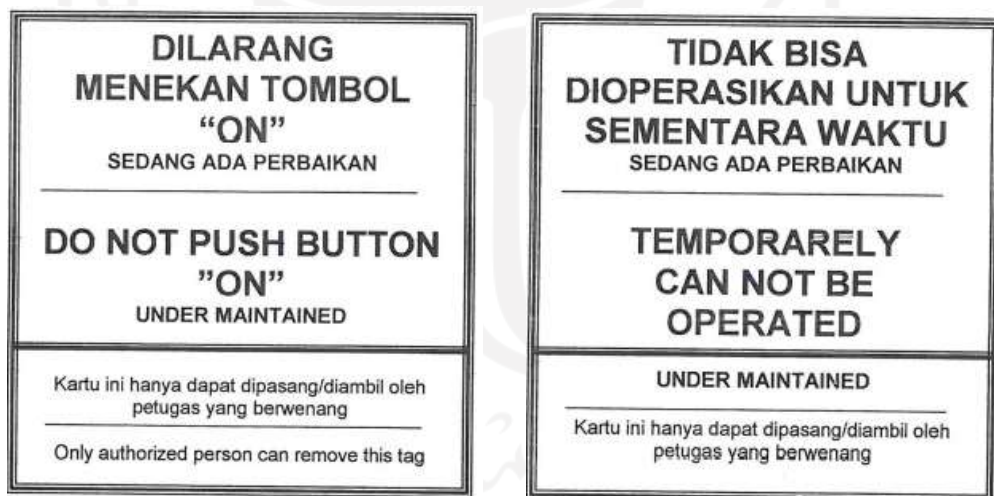 DILARANG
MENEKAN TOMBOL
“ON”
SEDANG ADA PERBAIKAN
DO NOT PUSH BUTTON
”ON”
UNDER MAINTAINED
Kartu ini hanya dapat dipasang/diambil oleh
petugas yang berwenang
Only authorized person can remove this tag
TIDAK BISA
DIOPERASIKAN UNTUK
SEMENTARA WAKTU
SEDANG ADA PERBAIKAN
TEMPORARELY
CAN NOT BE
OPERATED
UNDER MAINTAINED
Kartu ini hanya dapat dipasang/diambil oleh
petugas yang berwenang